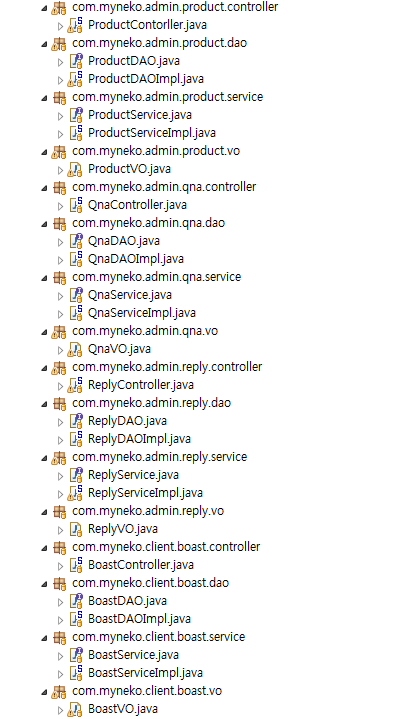 com.myneko.admin.product.controller
ProductContorller.java
com.myneko.admin.product.dao
ProductDAO.java
ProductDAOImpl.java
com.myneko.admin.product.service
ProductService.java
ProductServiceImpl.java
com.myneko.admin.product.vo
ProductVO.java
com.myneko.admin.qna.controller
QnaController.java
com.myneko.admin.qna.dao
QnaDAO.java
QnaDAOImpl.java
com.myneko.admin.qna.service
QnaService.java
QnaServiceImpl.java
com.myneko.admin.qna.vo
QnaVO.java
com.myneko.admin.reply.controller
ReplyController.java
com.myneko.admin.reply.dao
ReplyDAO.java
ReplyDAOImpl.java
com.myneko.admin.reply.service
ReplyService.java
ReplyServiceImpl.java
com.myneko.admin.reply.vo
ReplyVO.java
com.myneko.client.boast.controller
BoastController.java
com.myneko.client.boast.dao
BoastDAO.java
BoastDAOImpl.java
com.myneko.client.boast.service
BoastService.java
BoastServiceImpl.java
com.myneko.client.boast.vo
BoastVO.java